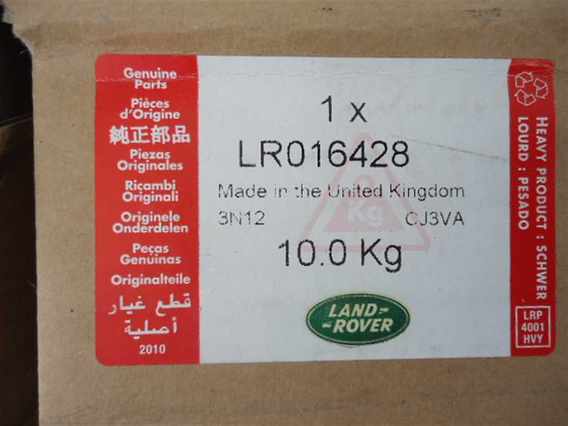 Genuine
Parts
Pièces
d'Origine
純正部品
Piezas
Originales
Ricambi
Originali
Originele
Onderdelen
Peças
Genuinas
Originalteile
قطع غيار
أصلية
2010
1 x
LR016428
Made in the United Kingdom
3N12 CJ3VA
10.0 Kg
Kg
LAND-
-ROVER
HEAVY PRODUCT : SCHWER
LOURD : PESADO
LRP
4001
HVY